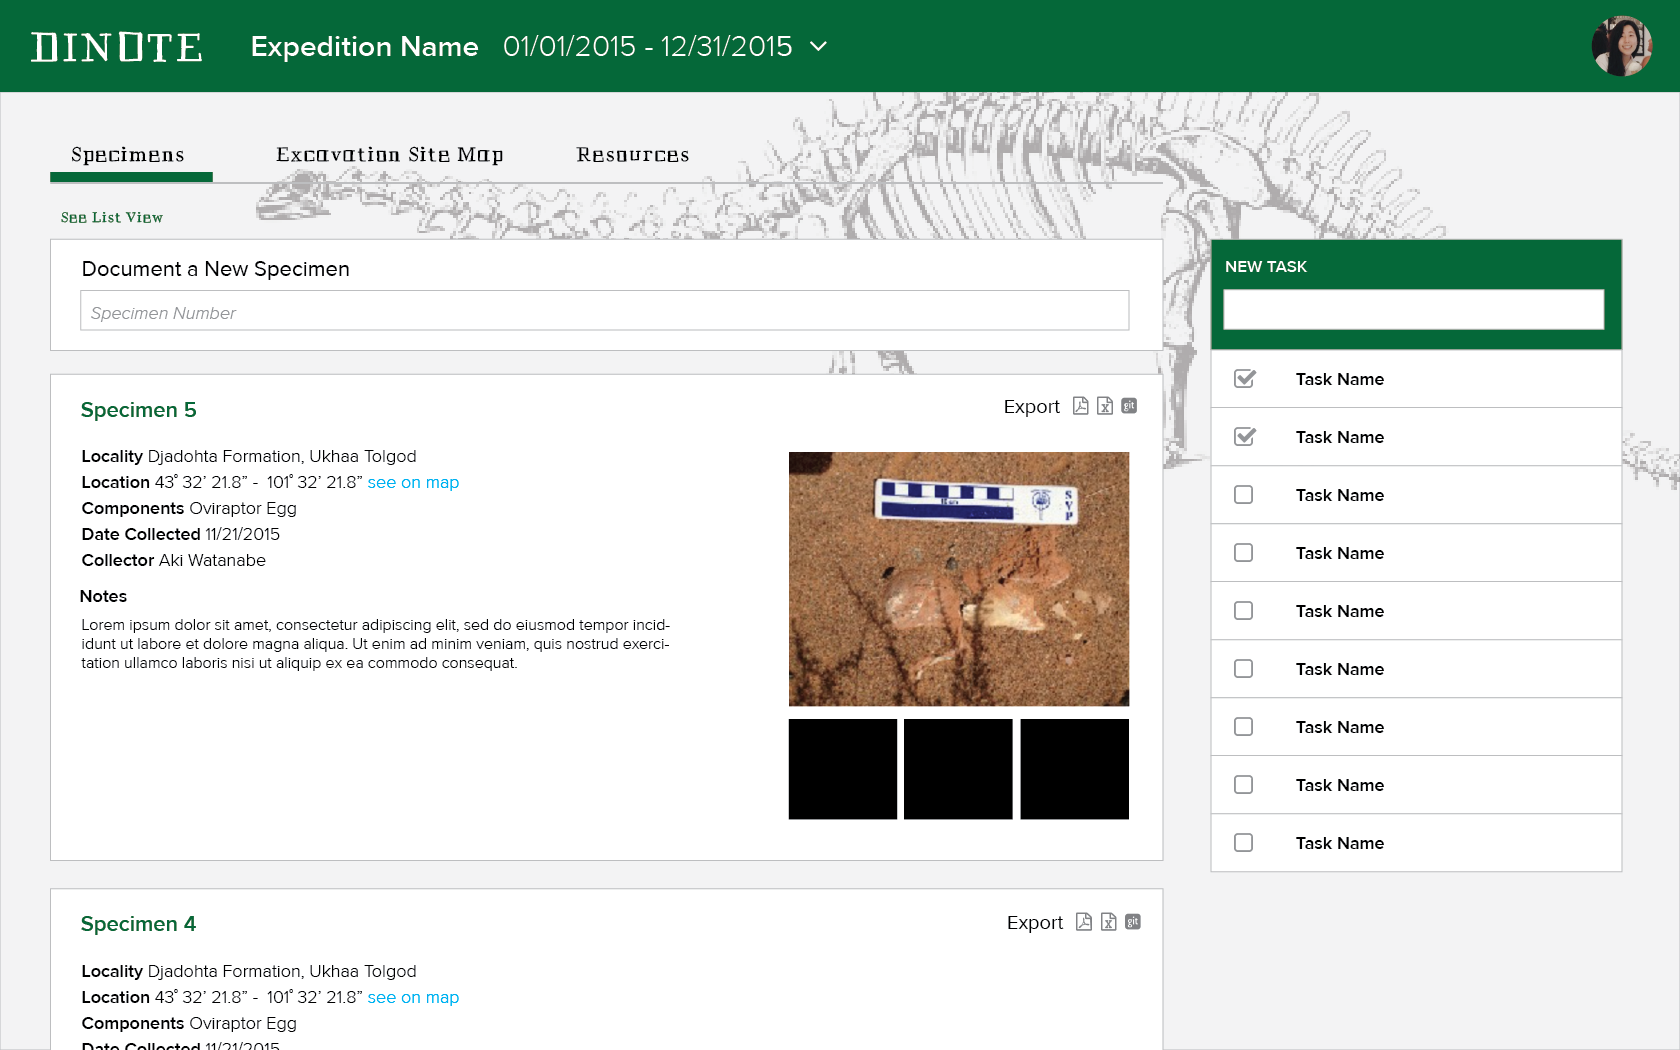 DINOTE
Expedition Name 01/01/2015 - 12/31/2015
Specimens
Excavation Site Map
Resources
See List View
Document a New Specimen
Specimen Number
Specimen 5
Export
git
Locality Djadohta Formation, Ukhaa Tolgod
Location 43° 32’ 21.8” - 101° 32’ 21.8” see on map
Components Oviraptor Egg
Date Collected 11/21/2015
Collector Aki Watanabe
Notes
Lorem ipsum dolor sit amet, consectetur adipiscing elit, sed do eiusmod tempor incid-
idunt ut labore et dolore magna aliqua. Ut enim ad minim veniam, quis nostrud exerci-
tation ullamco laboris nisi ut aliquip ex ea commodo consequat.
SVP
Specimen 4
Export
git
Locality Djadohta Formation, Ukhaa Tolgod
Location 43° 32’ 21.8” - 101° 32’ 21.8” see on map
Components Oviraptor Egg
Date Collected 11/21/2015
NEW TASK
Task Name
Task Name
Task Name
Task Name
Task Name
Task Name
Task Name
Task Name
Task Name